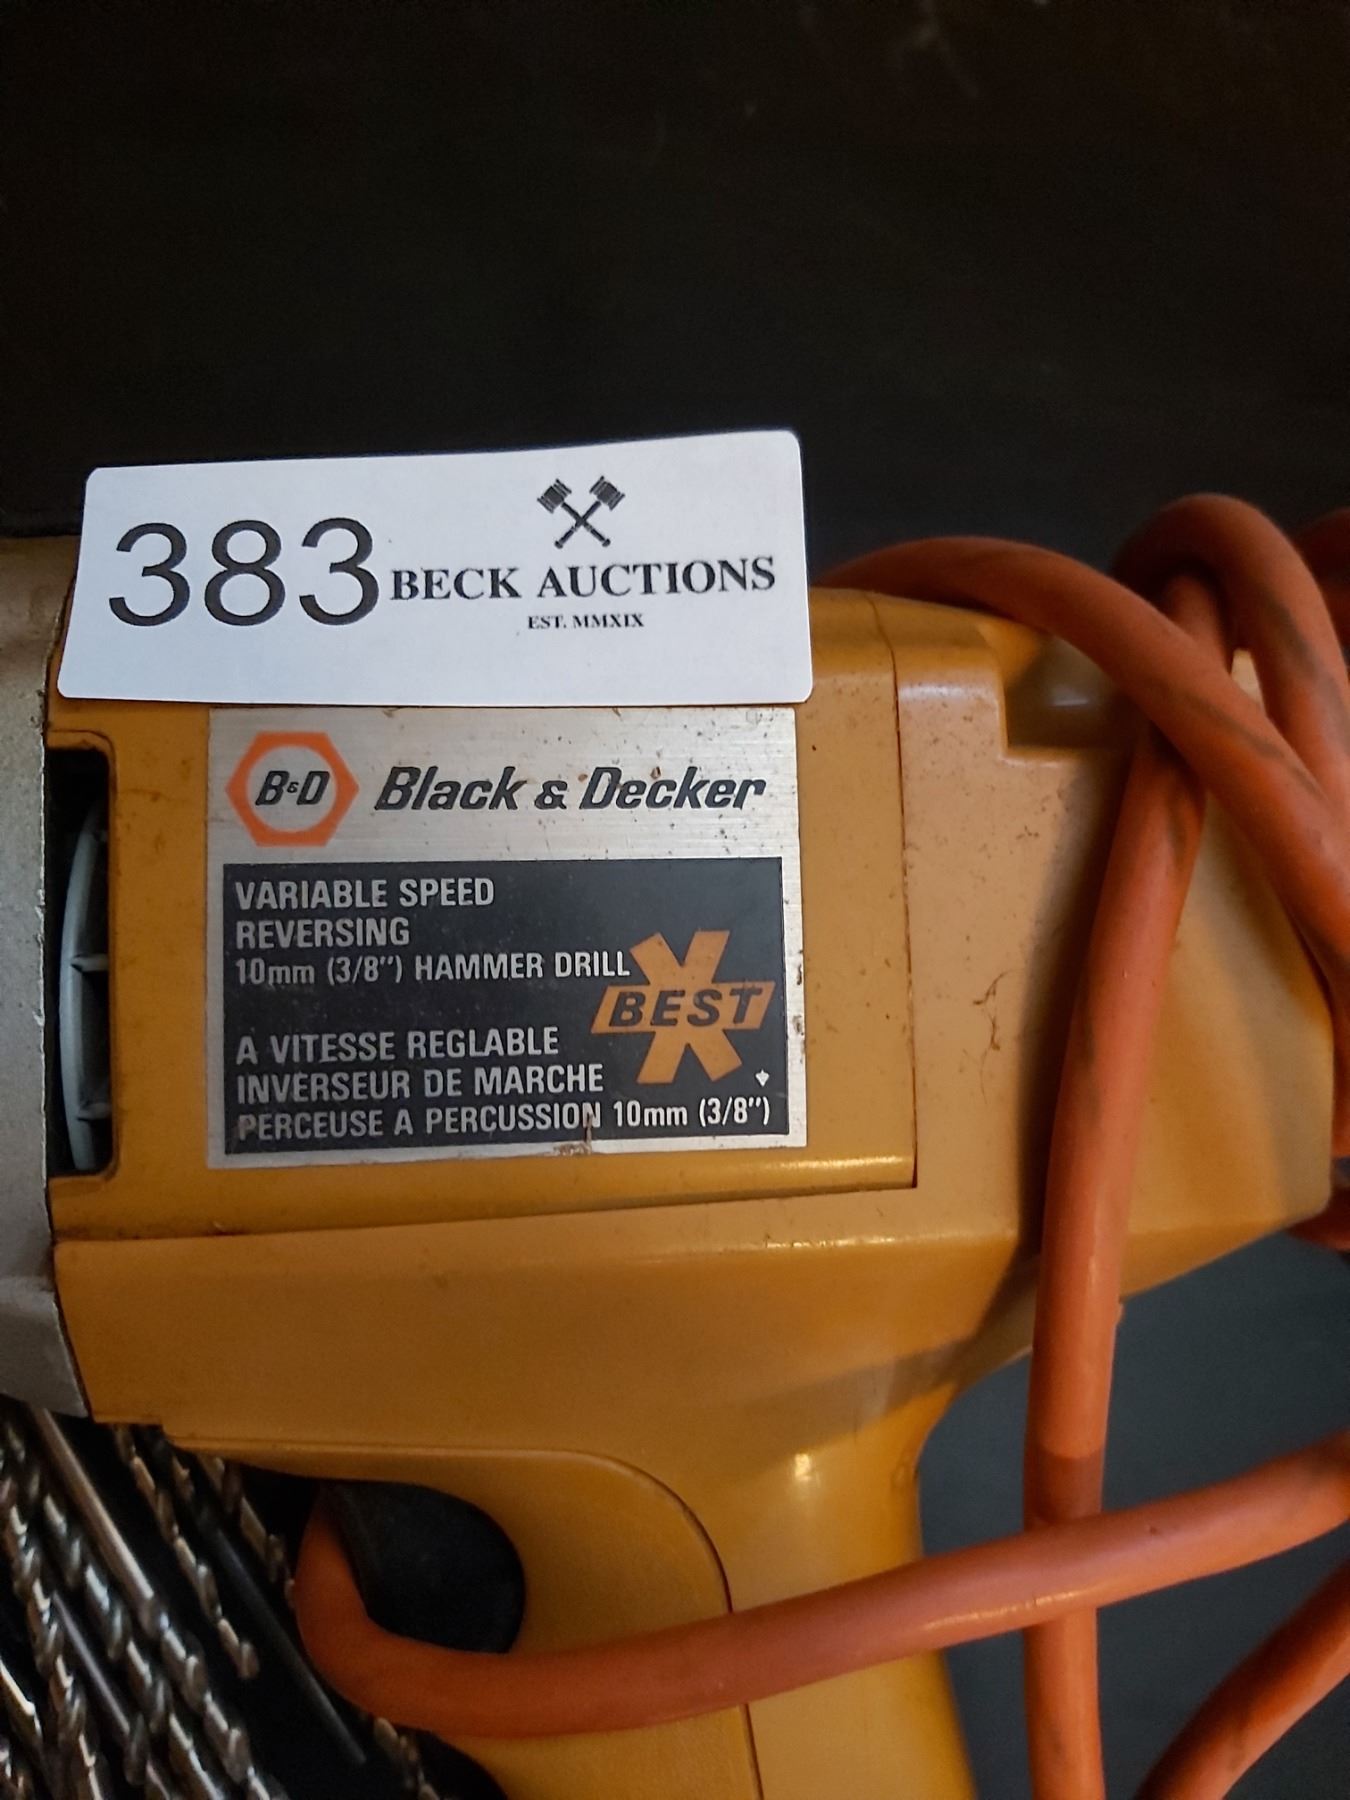 383 BECK AUCTIONS
EST. MMXIX
B&D Black & Decker
VARIABLE SPEED
REVERSING
10mm (3/8") HAMMER DRILL
BEST
A VITESSE REGLABLE
INVERSEUR DE MARCHE
PERCEUSE A PERCUSSION 10mm (3/8")